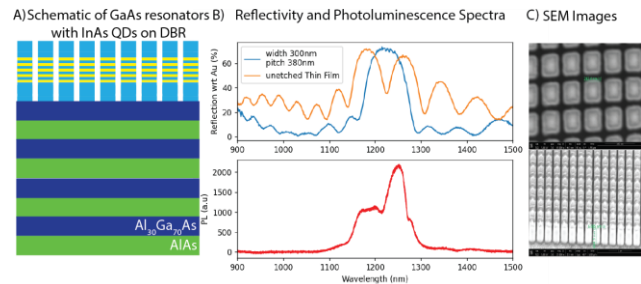 A) Schematic of GaAs resonators
with InAs QDs on DBR
Al30Ga70As
AlAs
B) Reflectivity and Photoluminescence Spectra
Reflection wrt Au (%)
60
40
20
0
width 300nm
pitch 380nm
unetched Thin Film
900 1000 1100 1200 1300 1400 1500
PL (a.u)
2000
1500
1000
500
0
900 1000 1100 1200 1300 1400 1500
Wavelength (nm)
C) SEM Images